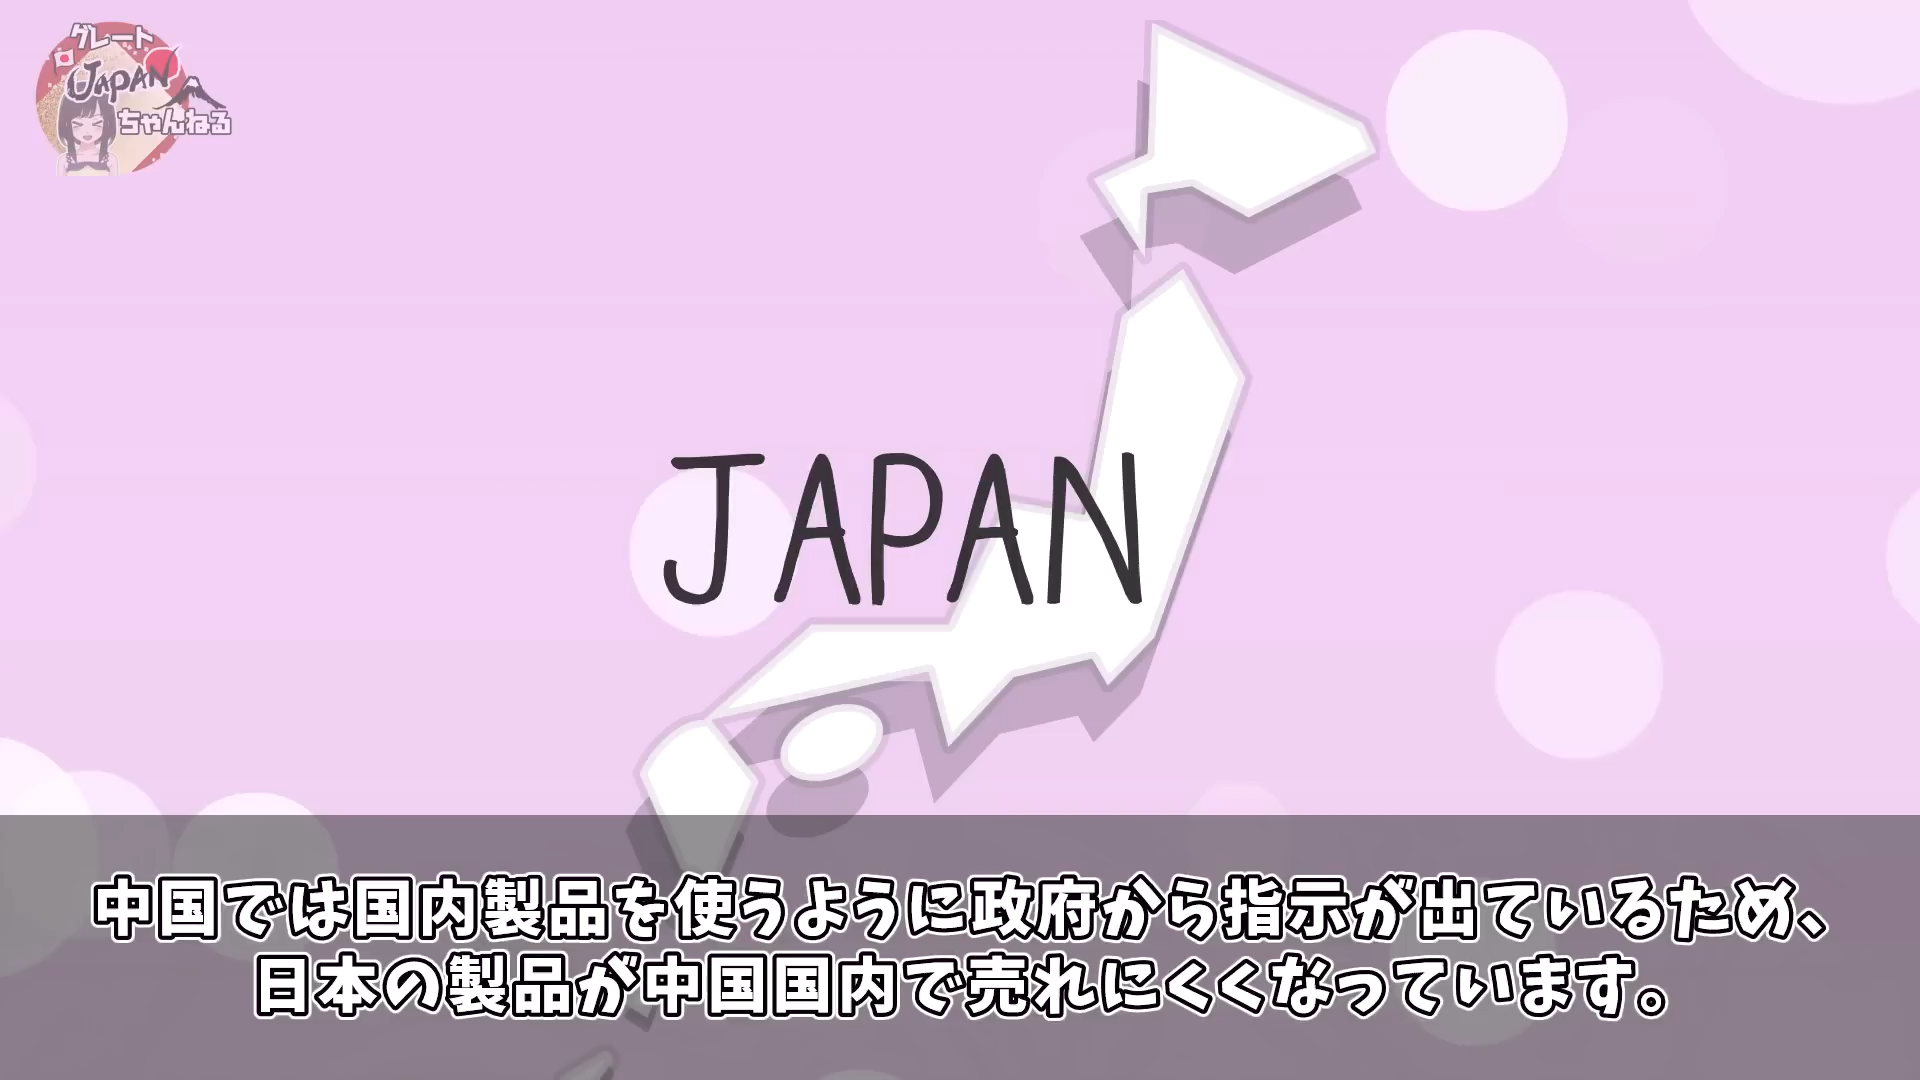 グレート
JAPAN
ちゃんねる
JAPAN
中国では国内製品を使うように政府から指示が出ているため、
日本の製品が中国国内で売れにくくなっています。